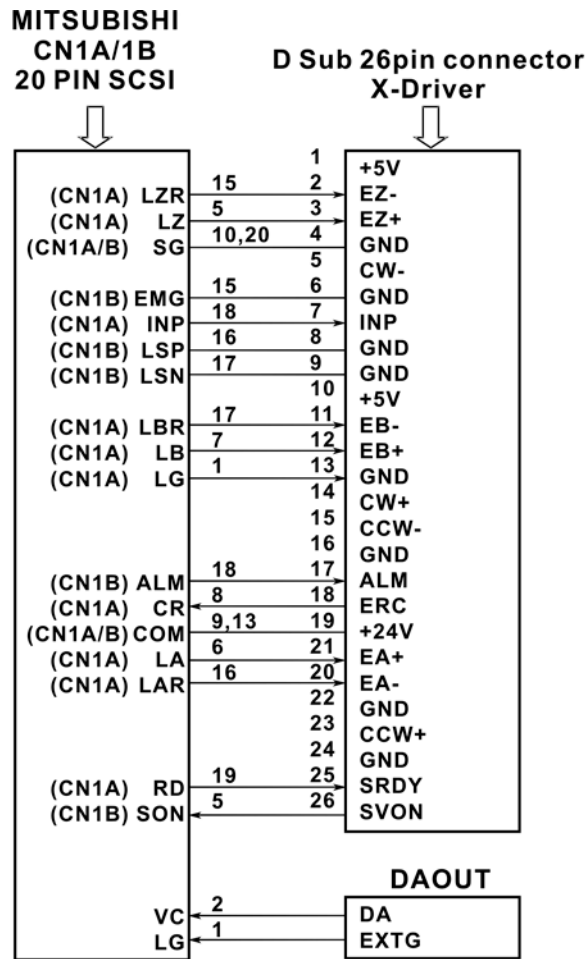 MITSUBISHI
CN1A/1B
20 PIN SCSI
D Sub 26pin connector
X-Driver
1 +5V
(CN1A) LZR 15 2 EZ-
(CN1A) LZ 5 3 EZ+
(CN1A/B) SG 10,20 4 GND
5 CW-
(CN1B) EMG 15 6 GND
(CN1A) INP 18 7 INP
(CN1B) LSP 16 8 GND
(CN1B) LSN 17 9 GND
10 +5V
(CN1A) LBR 17 11 EB-
(CN1A) LB 7 12 EB+
(CN1A) LG 1 13 GND
14 CW+
15 CCW-
16 GND
(CN1B) ALM 18 17 ALM
(CN1A) CR 8 18 ERC
(CN1A/B) COM 9,13 19 +24V
(CN1A) LA 6 21 EA+
(CN1A) LAR 16 20 EA-
22 GND
23 CCW+
24 GND
(CN1A) RD 19 25 SRDY
(CN1B) SON 5 26 SVON
DAOUT
VC 2 DA
LG 1 EXTG